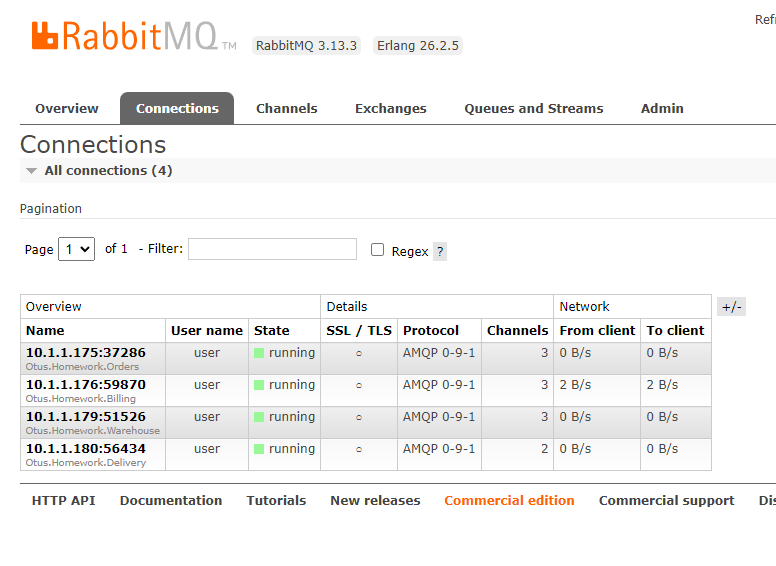 RabbitMQ TM RabbitMQ 3.13.3 Erlang 26.2.5 Refr
Overview Connections Channels Exchanges Queues and Streams Admin
Connections
All connections (4)
Pagination
Page 1 of 1 - Filter: Regex ?
Overview Details Network +/-
Name User name State SSL / TLS Protocol Channels From client To client
10.1.1.175:37286 user running ○ AMQP 0-9-1 3 0 B/s 0 B/s
Otus.Homework.Orders
10.1.1.176:59870 user running ○ AMQP 0-9-1 3 2 B/s 2 B/s
Otus.Homework.Billing
10.1.1.179:51526 user running ○ AMQP 0-9-1 3 0 B/s 0 B/s
Otus.Homework.Warehouse
10.1.1.180:56434 user running ○ AMQP 0-9-1 2 0 B/s 0 B/s
Otus.Homework.Delivery
HTTP API Documentation Tutorials New releases Commercial edition Commercial support Dis